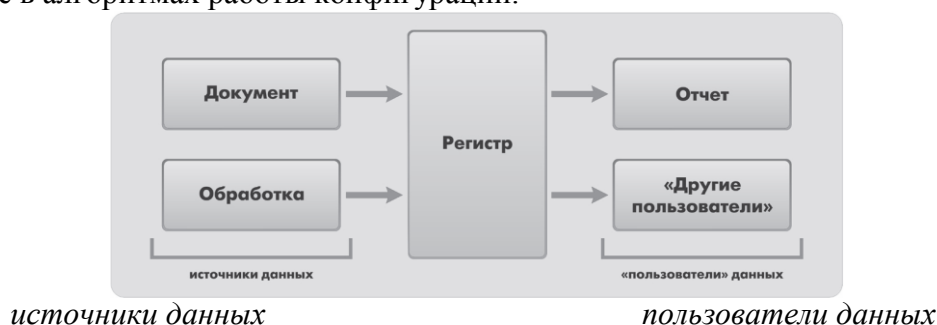 в алгоритмах работы конфигурации.
Документ
Отчет
Регистр
Обработка
«Другие
пользователи»
источники данных
«пользователи» данных
источники данных
пользователи данных